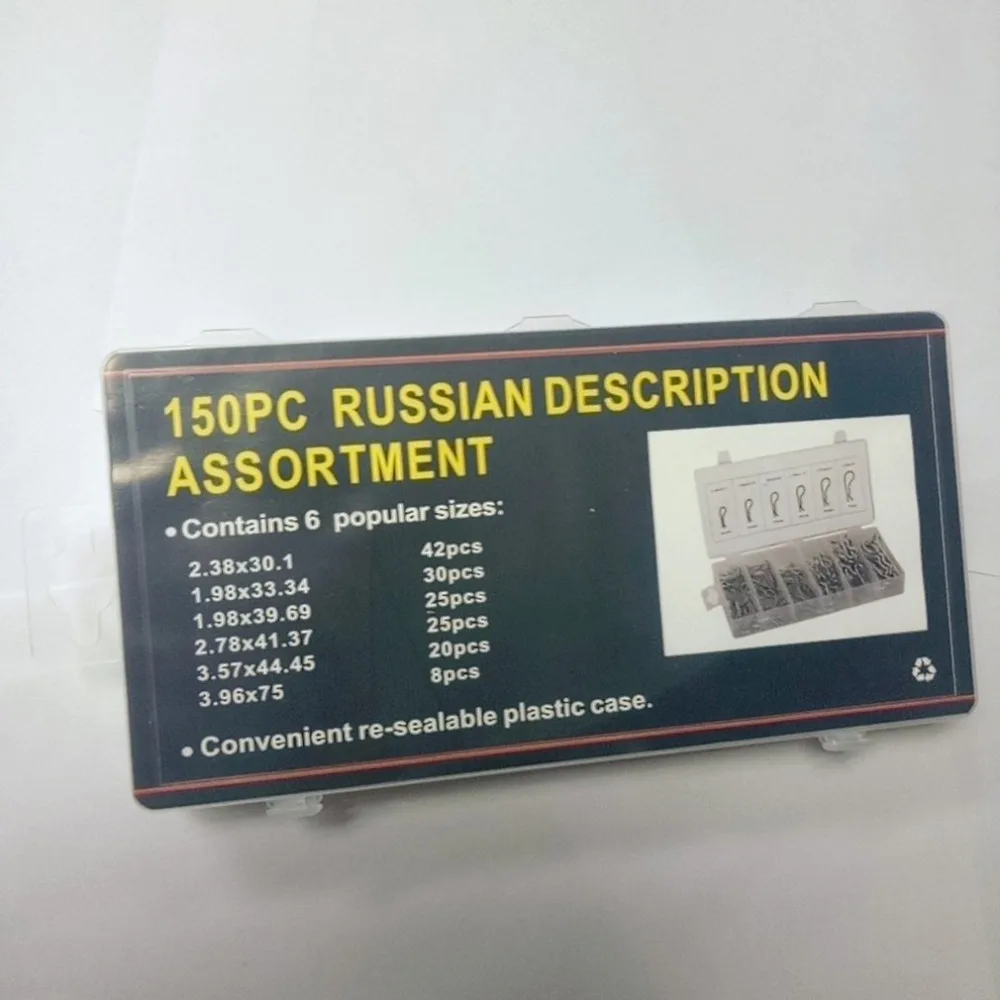 150PC RUSSIAN DESCRIPTION
ASSORTMENT
• Contains 6 popular sizes:
2.38x30.1 42pcs
1.98x33.34 30pcs
1.98x39.69 25pcs
2.78x41.37 25pcs
3.57x44.45 20pcs
3.96x75 8pcs
• Convenient re-sealable plastic case.